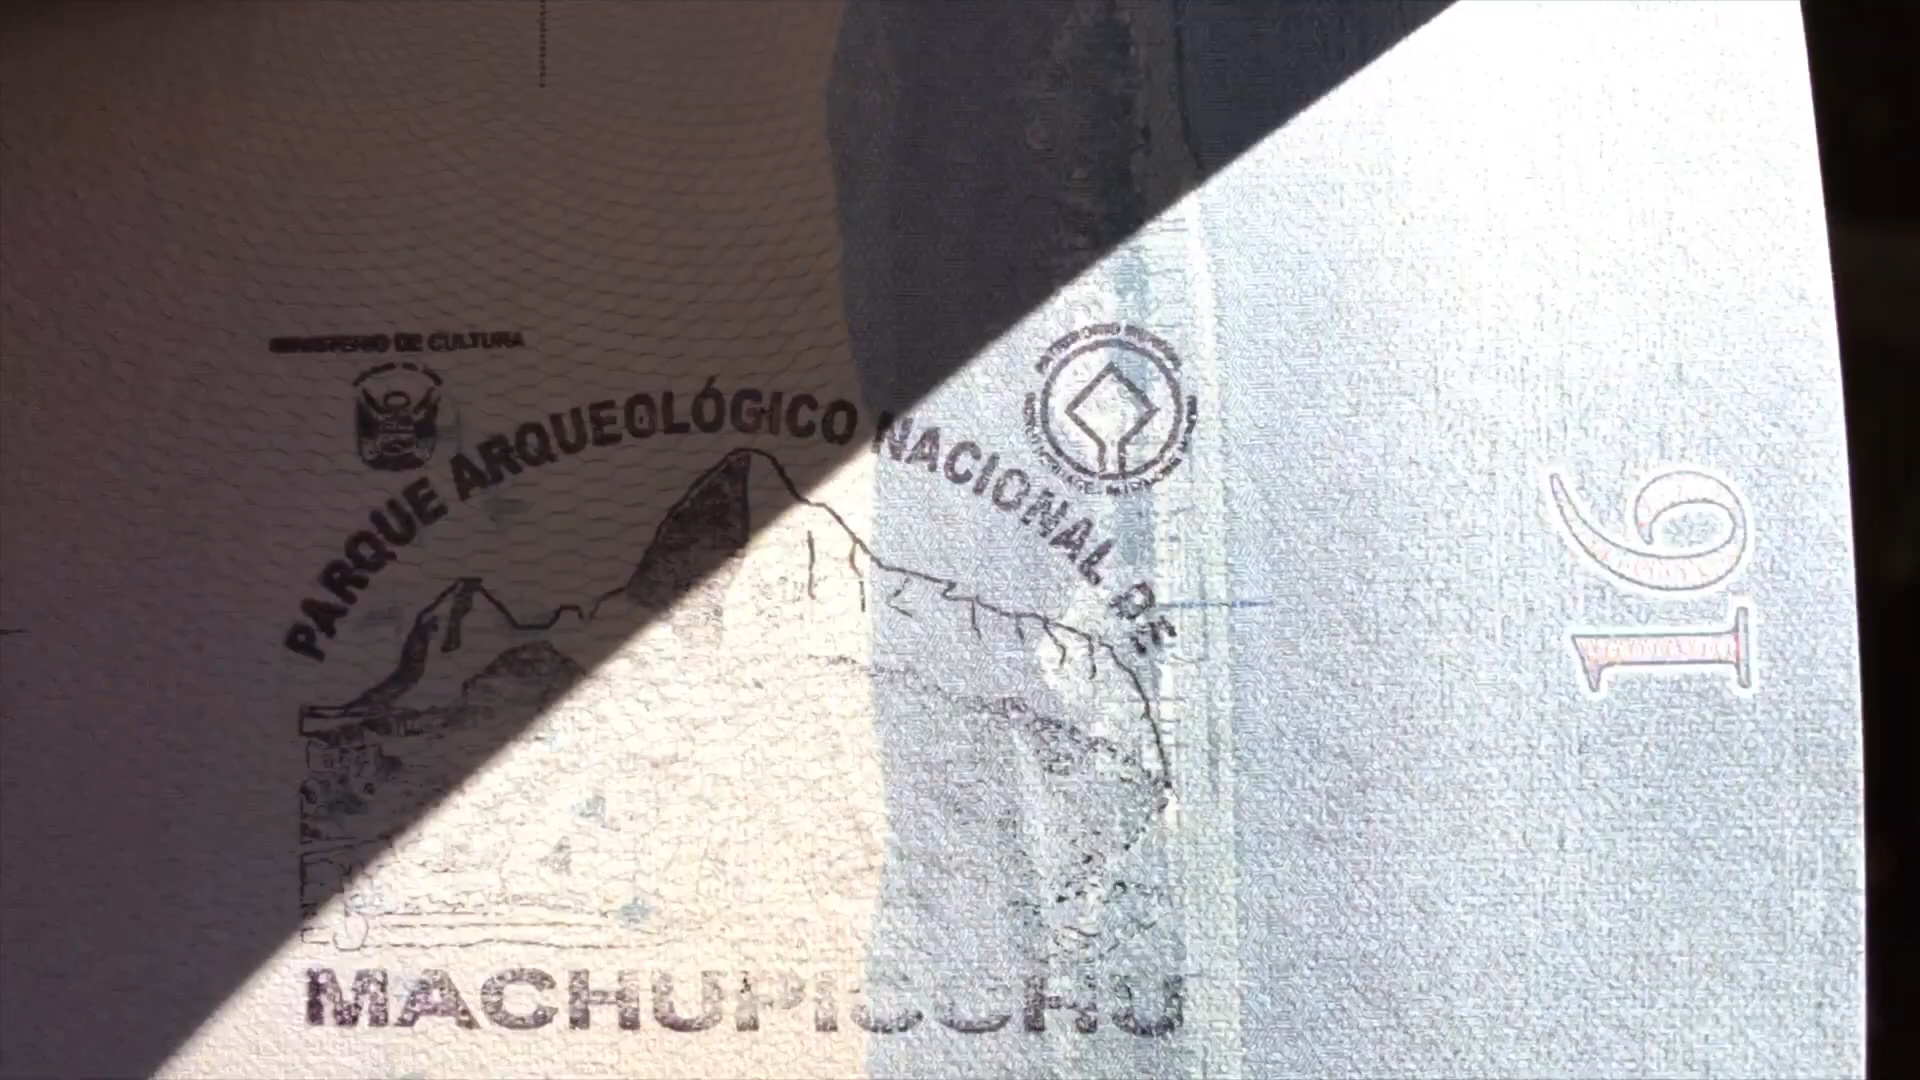 MINISTERIO DE CULTURA
PARQUE ARQUEOLÓGICO NACIONAL DE
MACHUPICCHU
16